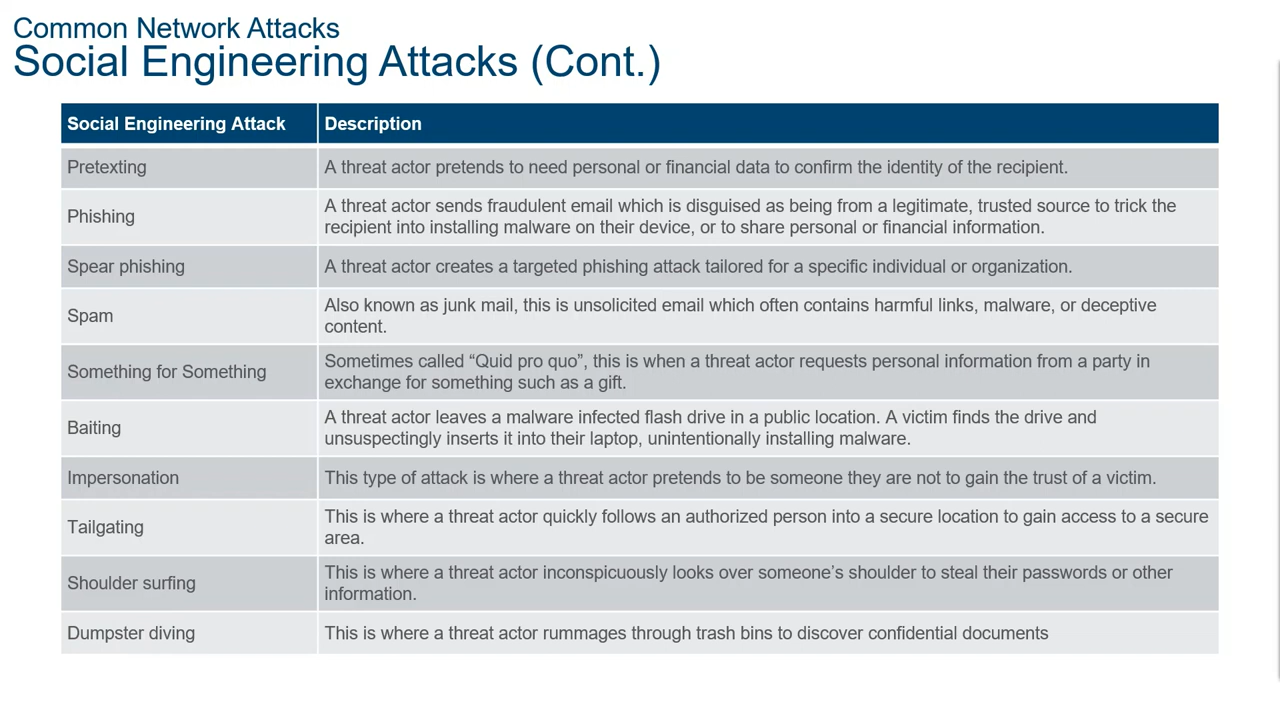 Common Network Attacks
Social Engineering Attacks (Cont.)
Social Engineering Attack
Description
Pretexting
A threat actor pretends to need personal or financial data to confirm the identity of the recipient.
Phishing
A threat actor sends fraudulent email which is disguised as being from a legitimate, trusted source to trick the
recipient into installing malware on their device, or to share personal or financial information.
Spear phishing
A threat actor creates a targeted phishing attack tailored for a specific individual or organization.
Spam
Also known as junk mail, this is unsolicited email which often contains harmful links, malware, or deceptive
content.
Something for Something
Sometimes called “Quid pro quo”, this is when a threat actor requests personal information from a party in
exchange for something such as a gift.
Baiting
A threat actor leaves a malware infected flash drive in a public location. A victim finds the drive and
unsuspectingly inserts it into their laptop, unintentionally installing malware.
Impersonation
This type of attack is where a threat actor pretends to be someone they are not to gain the trust of a victim.
Tailgating
This is where a threat actor quickly follows an authorized person into a secure location to gain access to a secure
area.
Shoulder surfing
This is where a threat actor inconspicuously looks over someone’s shoulder to steal their passwords or other
information.
Dumpster diving
This is where a threat actor rummages through trash bins to discover confidential documents